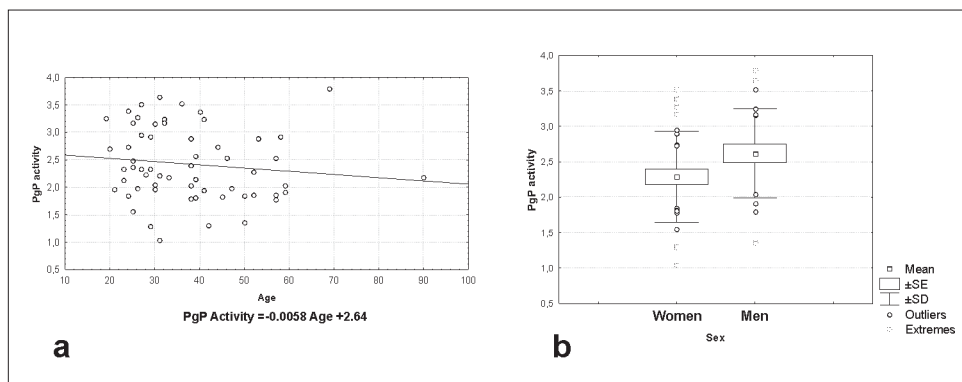 4,0
3,5
3,0
2,5
2,0
1,5
1,0
0,5
PgP activity
10 20 30 40 50 60 70 80 90 100
Age
PgP Activity =-0.0058 Age +2.64
a
4,0
3,5
3,0
2,5
2,0
1,5
1,0
0,5
PgP activity
Women Men
Sex
b
Mean
±SE
±SD
Outliers
Extremes